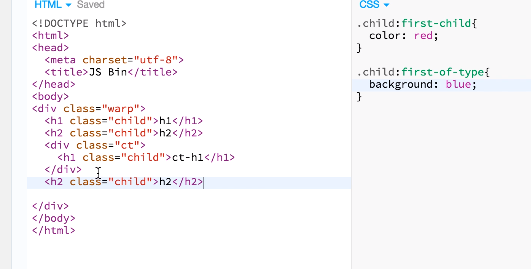 HTML Saved
<!DOCTYPE html>
<html>
<head>
  <meta charset="utf-8">
  <title>JS Bin</title>
</head>
<body>
<div class="warp">
  <h1 class="child">h1</h1>
  <h2 class="child">h2</h2>
  <div class="ct">
    <h1 class="child">ct-h1</h1>
  </div>
  <h2 class="child">h2</h2>
</div>
</body>
</html>
CSS
.child:first-child{
  color: red;
}
.child:first-of-type{
  background: blue;
}